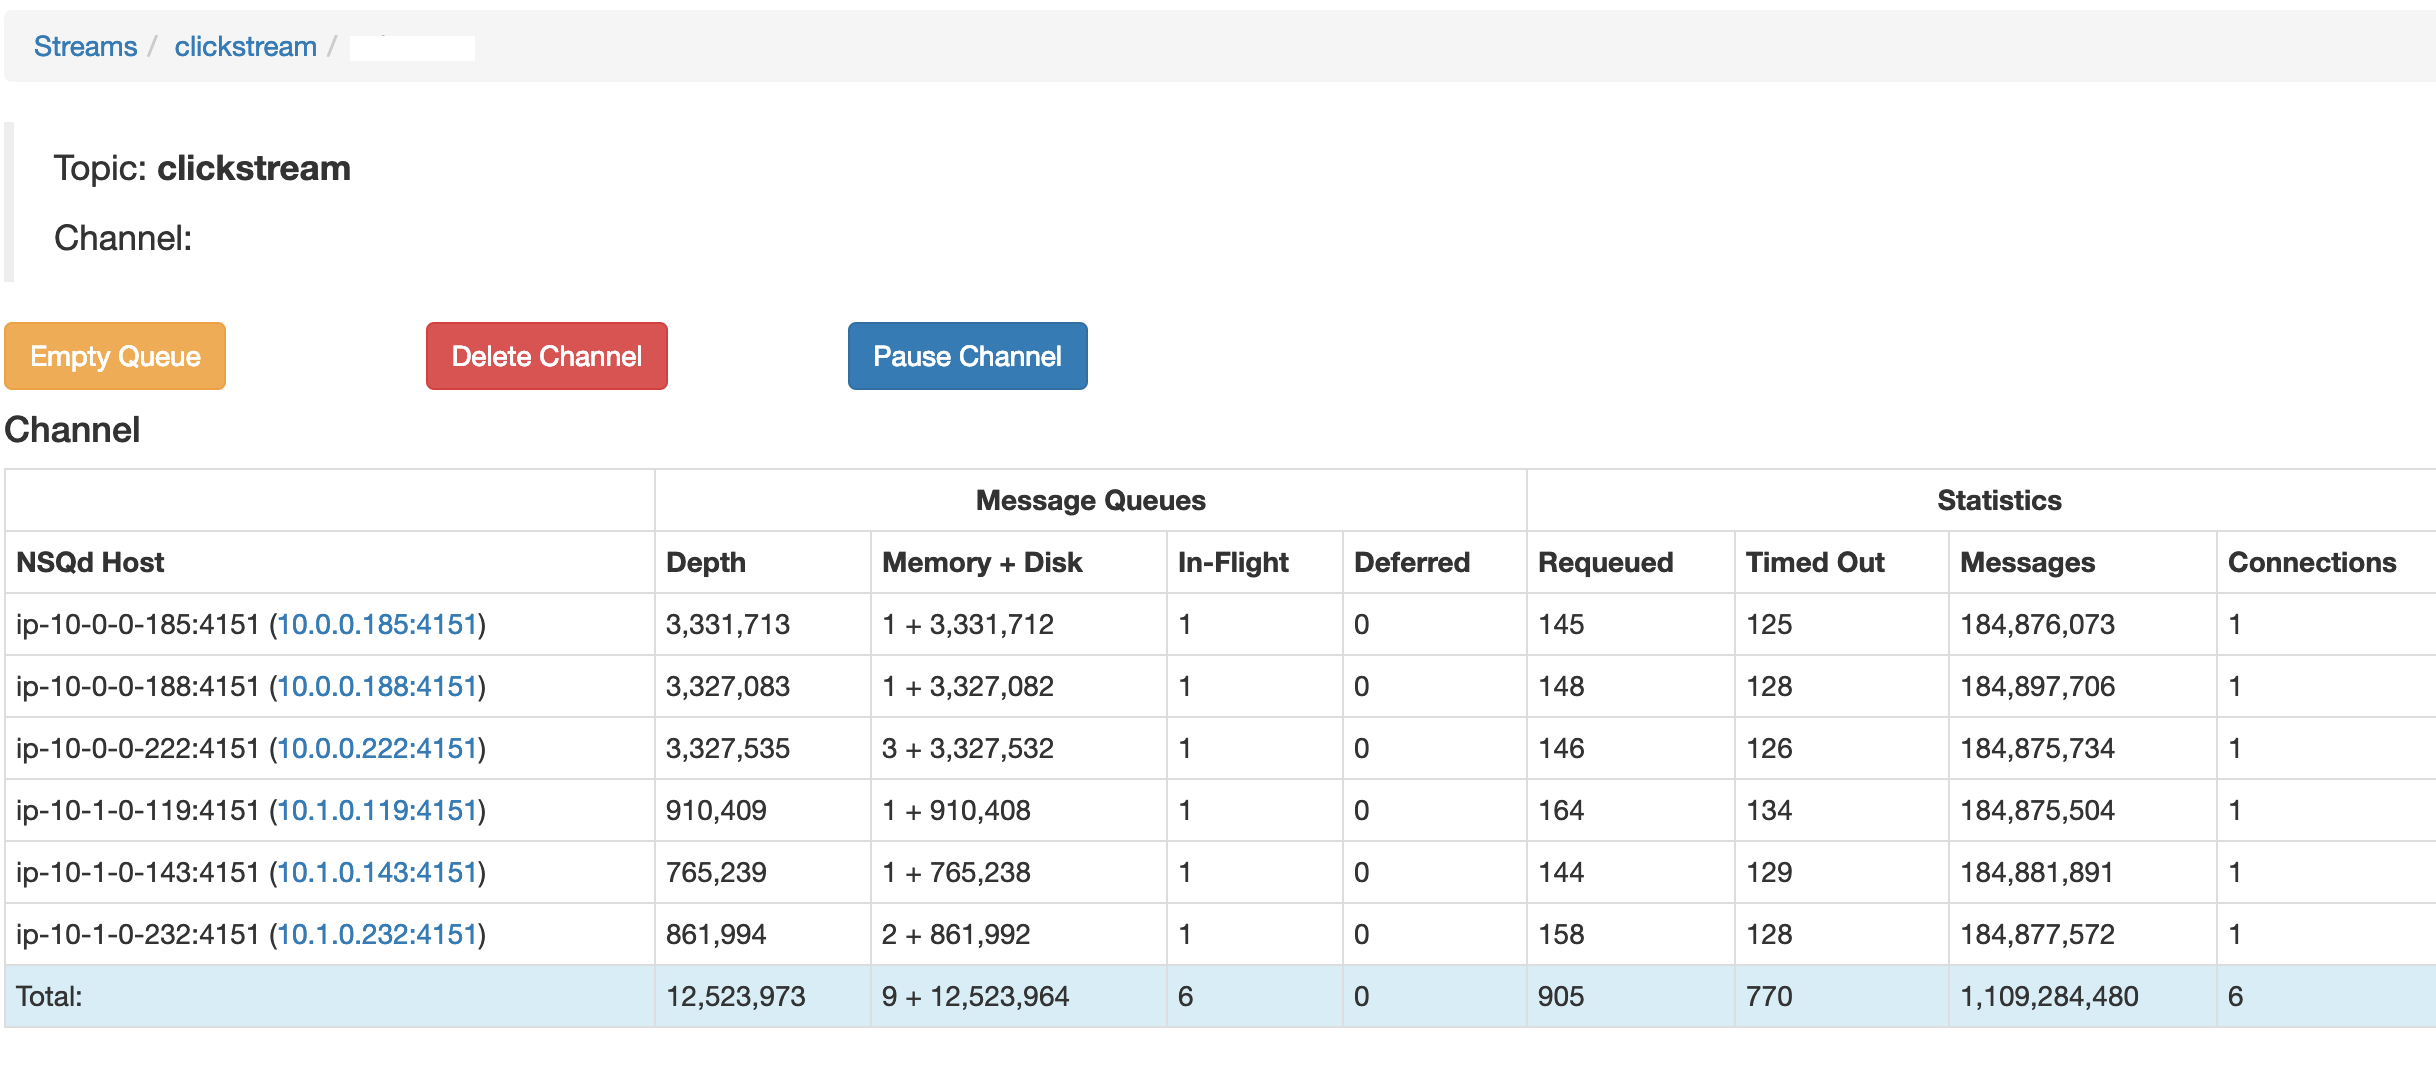 Streams / clickstream /
Topic: clickstream
Channel:
Empty Queue Delete Channel Pause Channel
Channel
Message Queues Statistics
NSQd Host Depth Memory + Disk In-Flight Deferred Requeued Timed Out Messages Connections
ip-10-0-0-185:4151 (10.0.0.185:4151) 3,331,713 1 + 3,331,712 1 0 145 125 184,876,073 1
ip-10-0-0-188:4151 (10.0.0.188:4151) 3,327,083 1 + 3,327,082 1 0 148 128 184,897,706 1
ip-10-0-0-222:4151 (10.0.0.222:4151) 3,327,535 3 + 3,327,532 1 0 146 126 184,875,734 1
ip-10-1-0-119:4151 (10.1.0.119:4151) 910,409 1 + 910,408 1 0 164 134 184,875,504 1
ip-10-1-0-143:4151 (10.1.0.143:4151) 765,239 1 + 765,238 1 0 144 129 184,881,891 1
ip-10-1-0-232:4151 (10.1.0.232:4151) 861,994 2 + 861,992 1 0 158 128 184,877,572 1
Total: 12,523,973 9 + 12,523,964 6 0 905 770 1,109,284,480 6